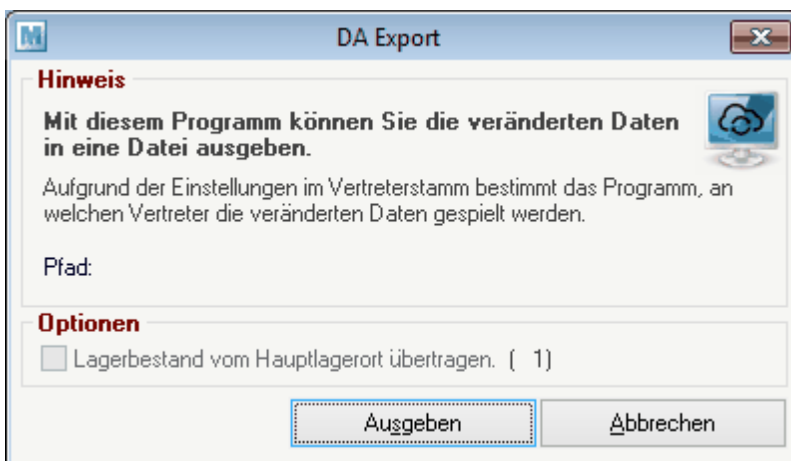 DA Export
Hinweis
Mit diesem Programm können Sie die veränderten Daten
in eine Datei ausgeben.
Aufgrund der Einstellungen im Vertreterstamm bestimmt das Programm, an
welchen Vertreter die veränderten Daten gespielt werden.
Pfad:
Optionen
Lagerbestand vom Hauptlagerort übertragen. (   1)
Ausgeben
Abbrechen